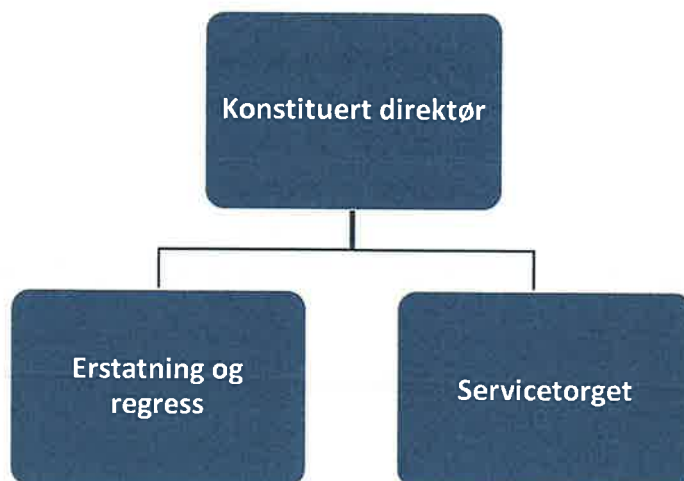 Konstituert direktør
Erstatning og
regress
Servicetorget